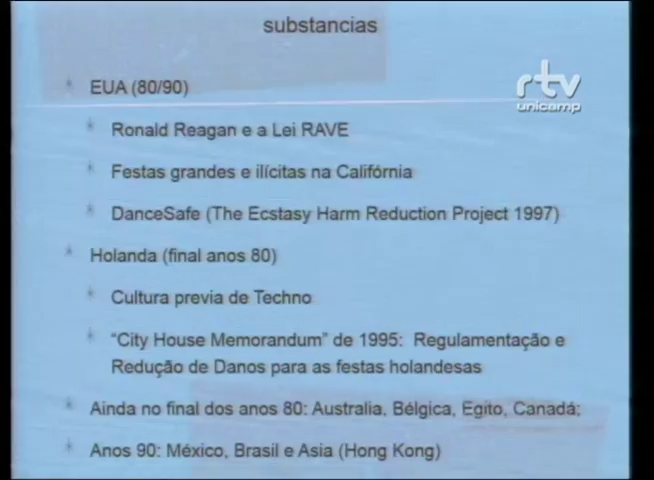 substancias
rtv
unicamp
EUA (80/90)
Ronald Reagan e a Lei RAVE
Festas grandes e ilícitas na Califórnia
DanceSafe (The Ecstasy Harm Reduction Project 1997)
Holanda (final anos 80)
Cultura previa de Techno
“City House Memorandum” de 1995: Regulamentação e
Redução de Danos para as festas holandesas
Ainda no final dos anos 80: Australia, Bélgica, Egito, Canadá;
Anos 90: México, Brasil e Asia (Hong Kong)